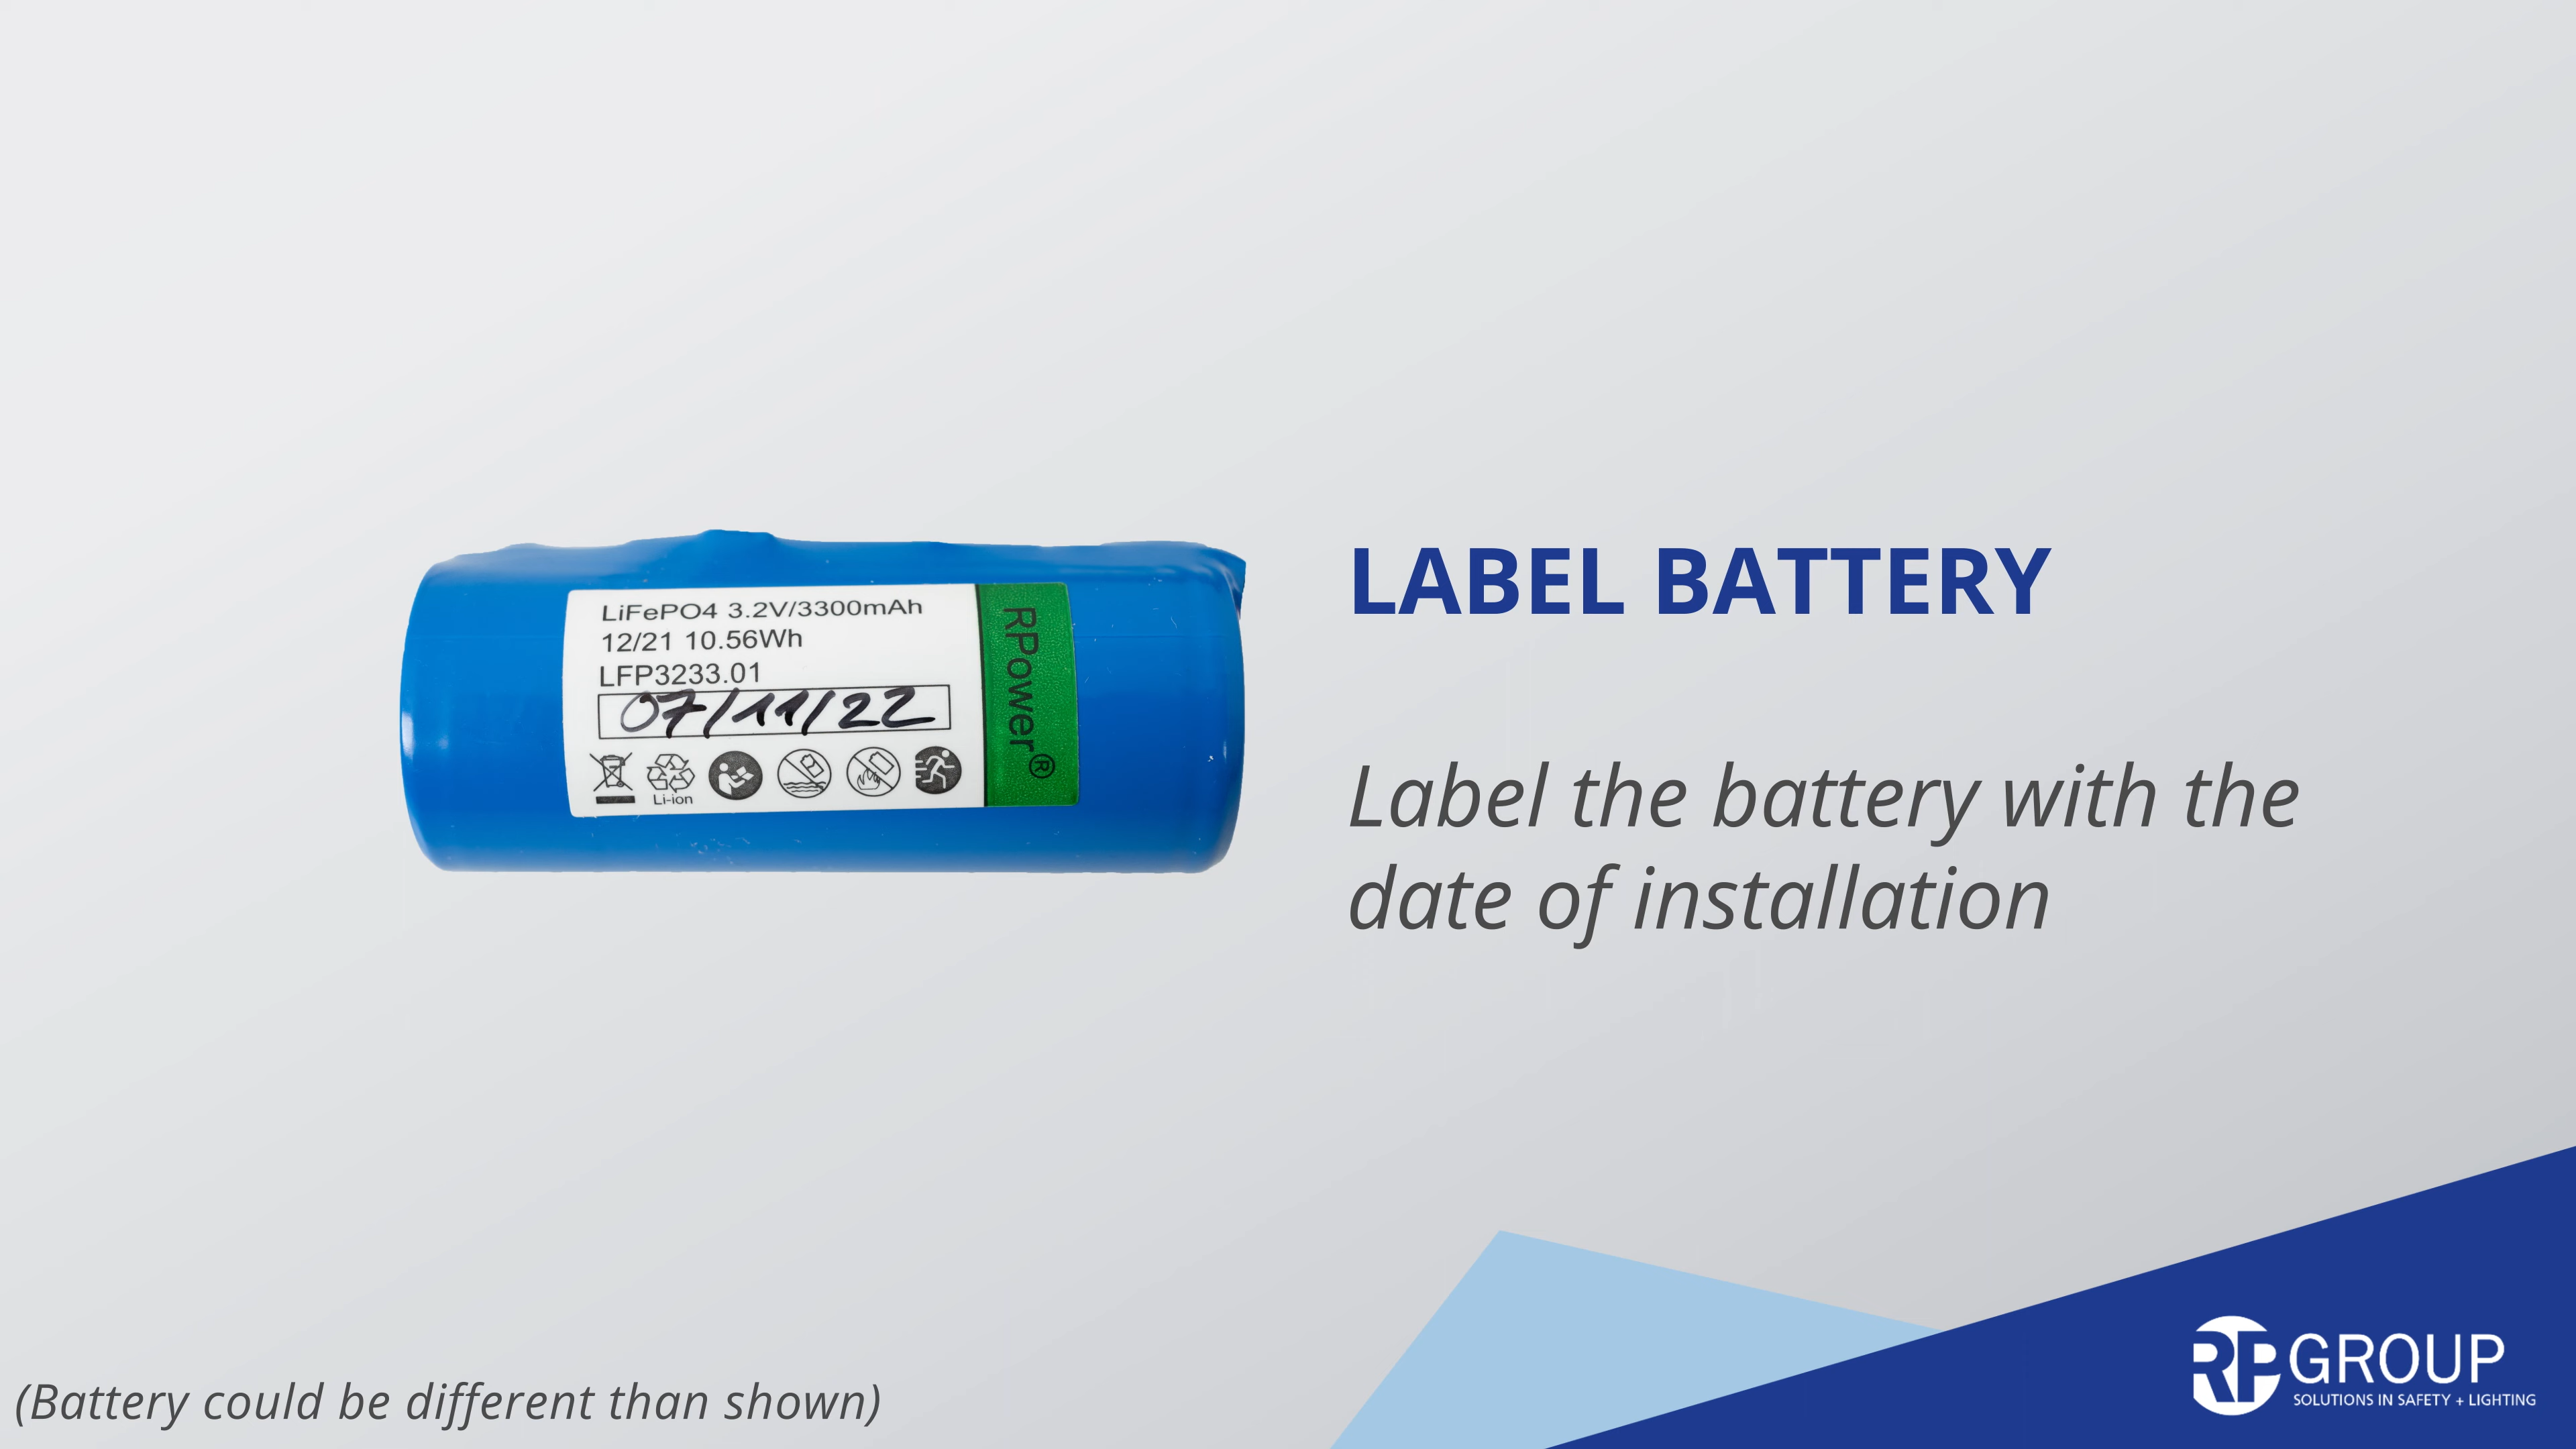 LiFePO4 3.2V/3300mAh
12/21 10.56Wh
LFP3233.01
07/11/22
Li-ion
RPower®
LABEL BATTERY
Label the battery with the
date of installation
(Battery could be different than shown)
RP GROUP
SOLUTIONS IN SAFETY + LIGHTING